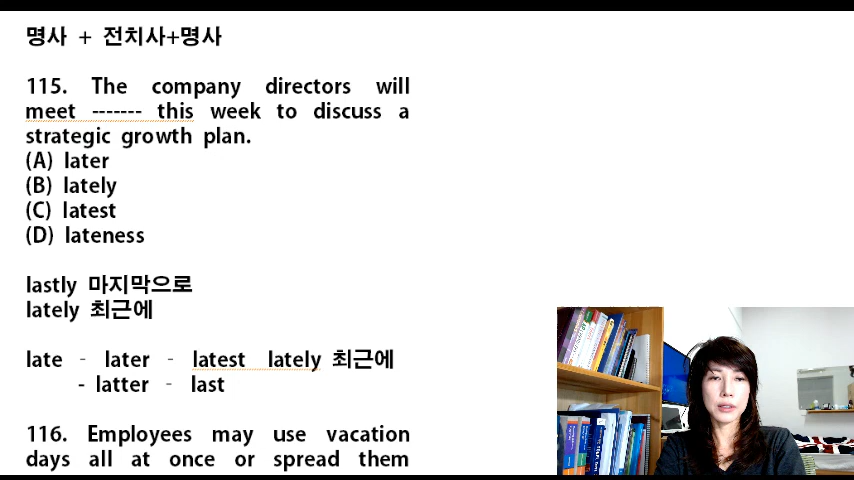 명사 + 전치사+명사
115. The company directors will
meet ------- this week to discuss a
strategic growth plan.
(A) later
(B) lately
(C) latest
(D) lateness
lastly 마지막으로
lately 최근에
late - later - latest lately 최근에
- latter - last
116. Employees may use vacation
days all at once or spread them